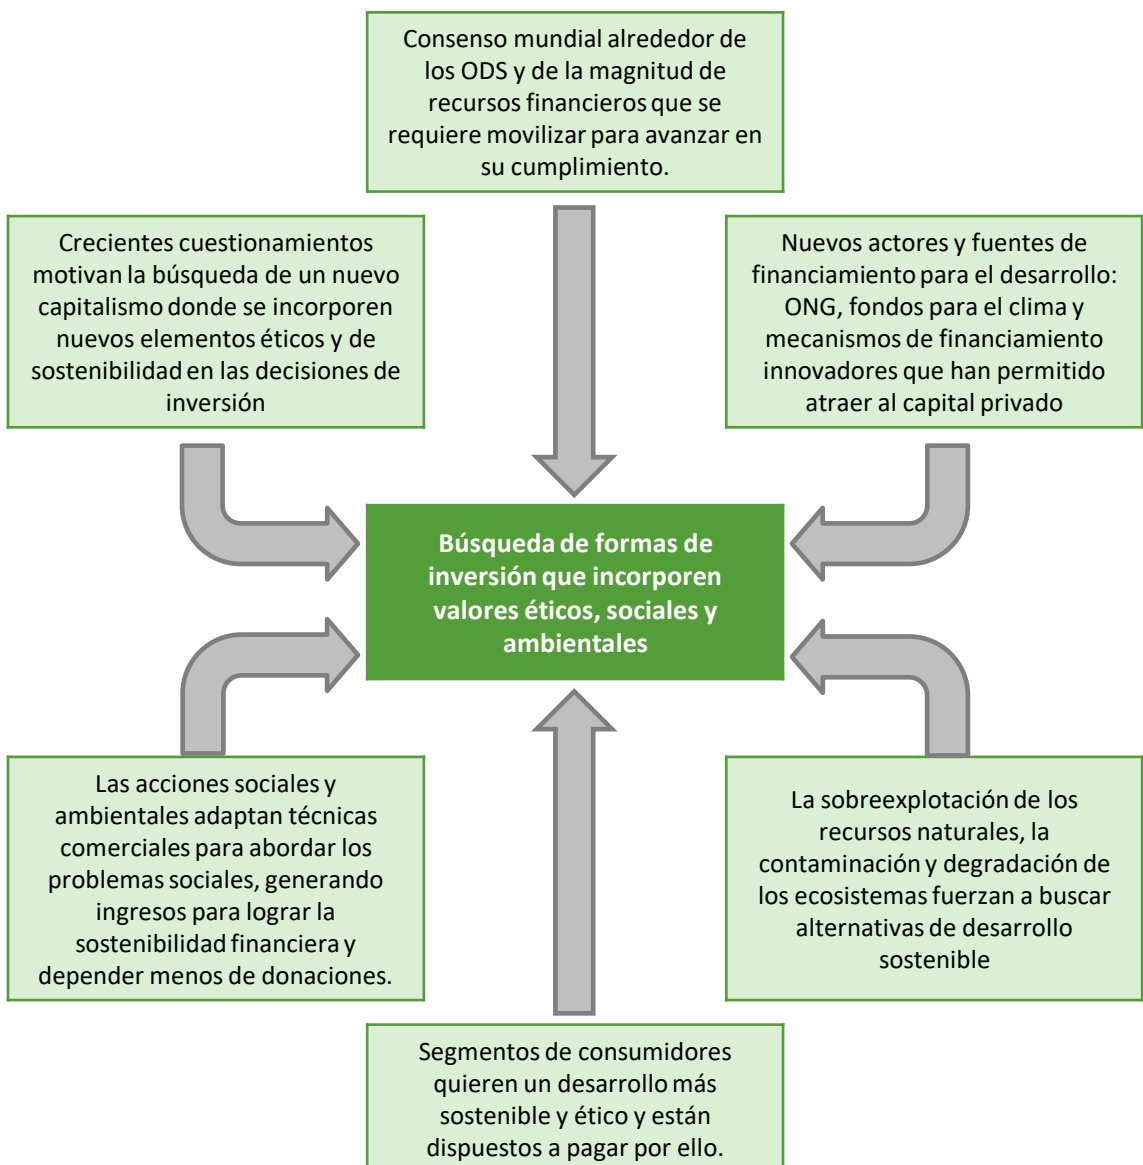 Consenso mundial alrededor de
los ODS y de la magnitud de
recursos financieros que se
requiere movilizar para avanzar en
su cumplimiento.
Crecientes cuestionamientos
motivan la búsqueda de un nuevo
capitalismo donde se incorporen
nuevos elementos éticos y de
sostenibilidad en las decisiones de
inversión
Nuevos actores y fuentes de
financiamiento para el desarrollo:
ONG, fondos para el clima y
mecanismos de financiamiento
innovadores que han permitido
atraer al capital privado
Búsqueda de formas de
inversión que incorporen
valores éticos, sociales y
ambientales
Las acciones sociales y
ambientales adaptan técnicas
comerciales para abordar los
problemas sociales, generando
ingresos para lograr la
sostenibilidad financiera y
depender menos de donaciones.
La sobreexplotación de los
recursos naturales, la
contaminación y degradación de
los ecosistemas fuerzan a buscar
alternativas de desarrollo
sostenible
Segmentos de consumidores
quieren un desarrollo más
sostenible y ético y están
dispuestos a pagar por ello.